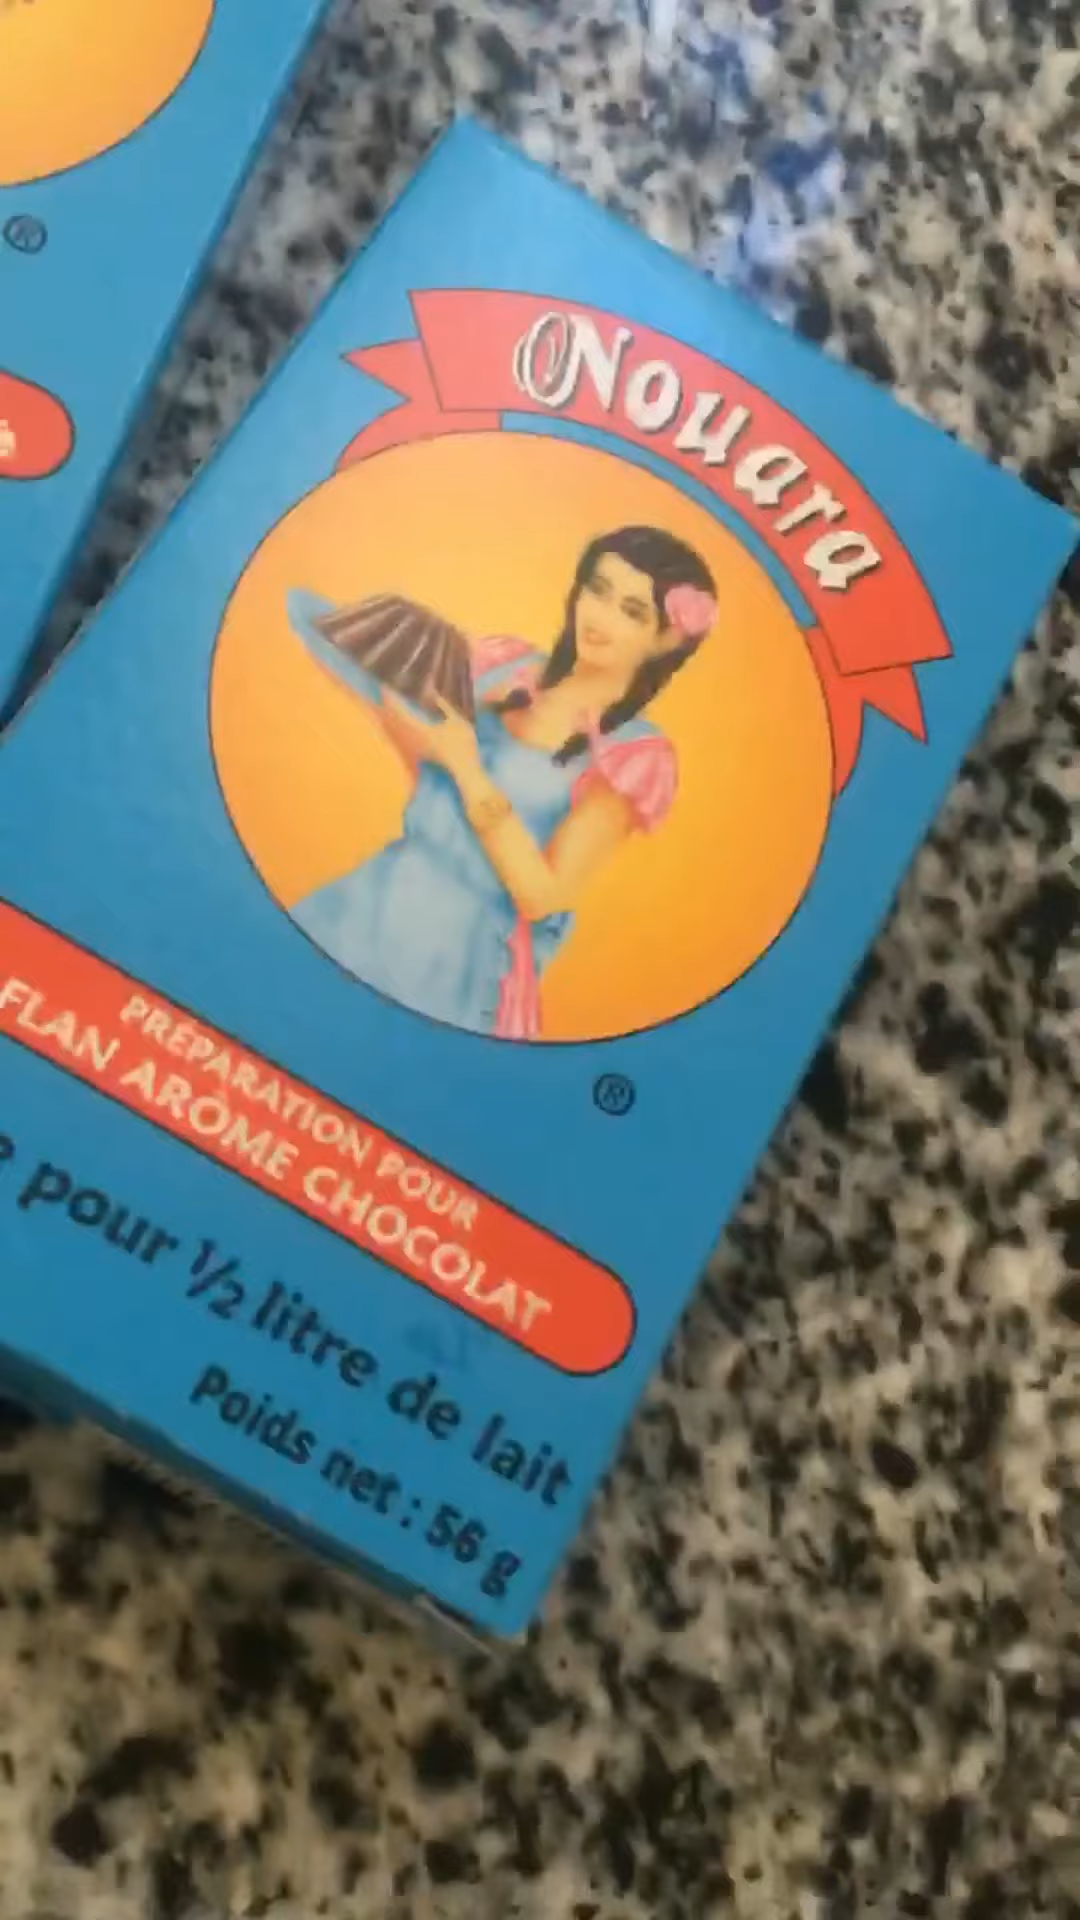 Nouara
®
PRÉPARATION POUR
FLAN ARÔME CHOCOLAT
pour ½ litre de lait
Poids net : 56 g
®